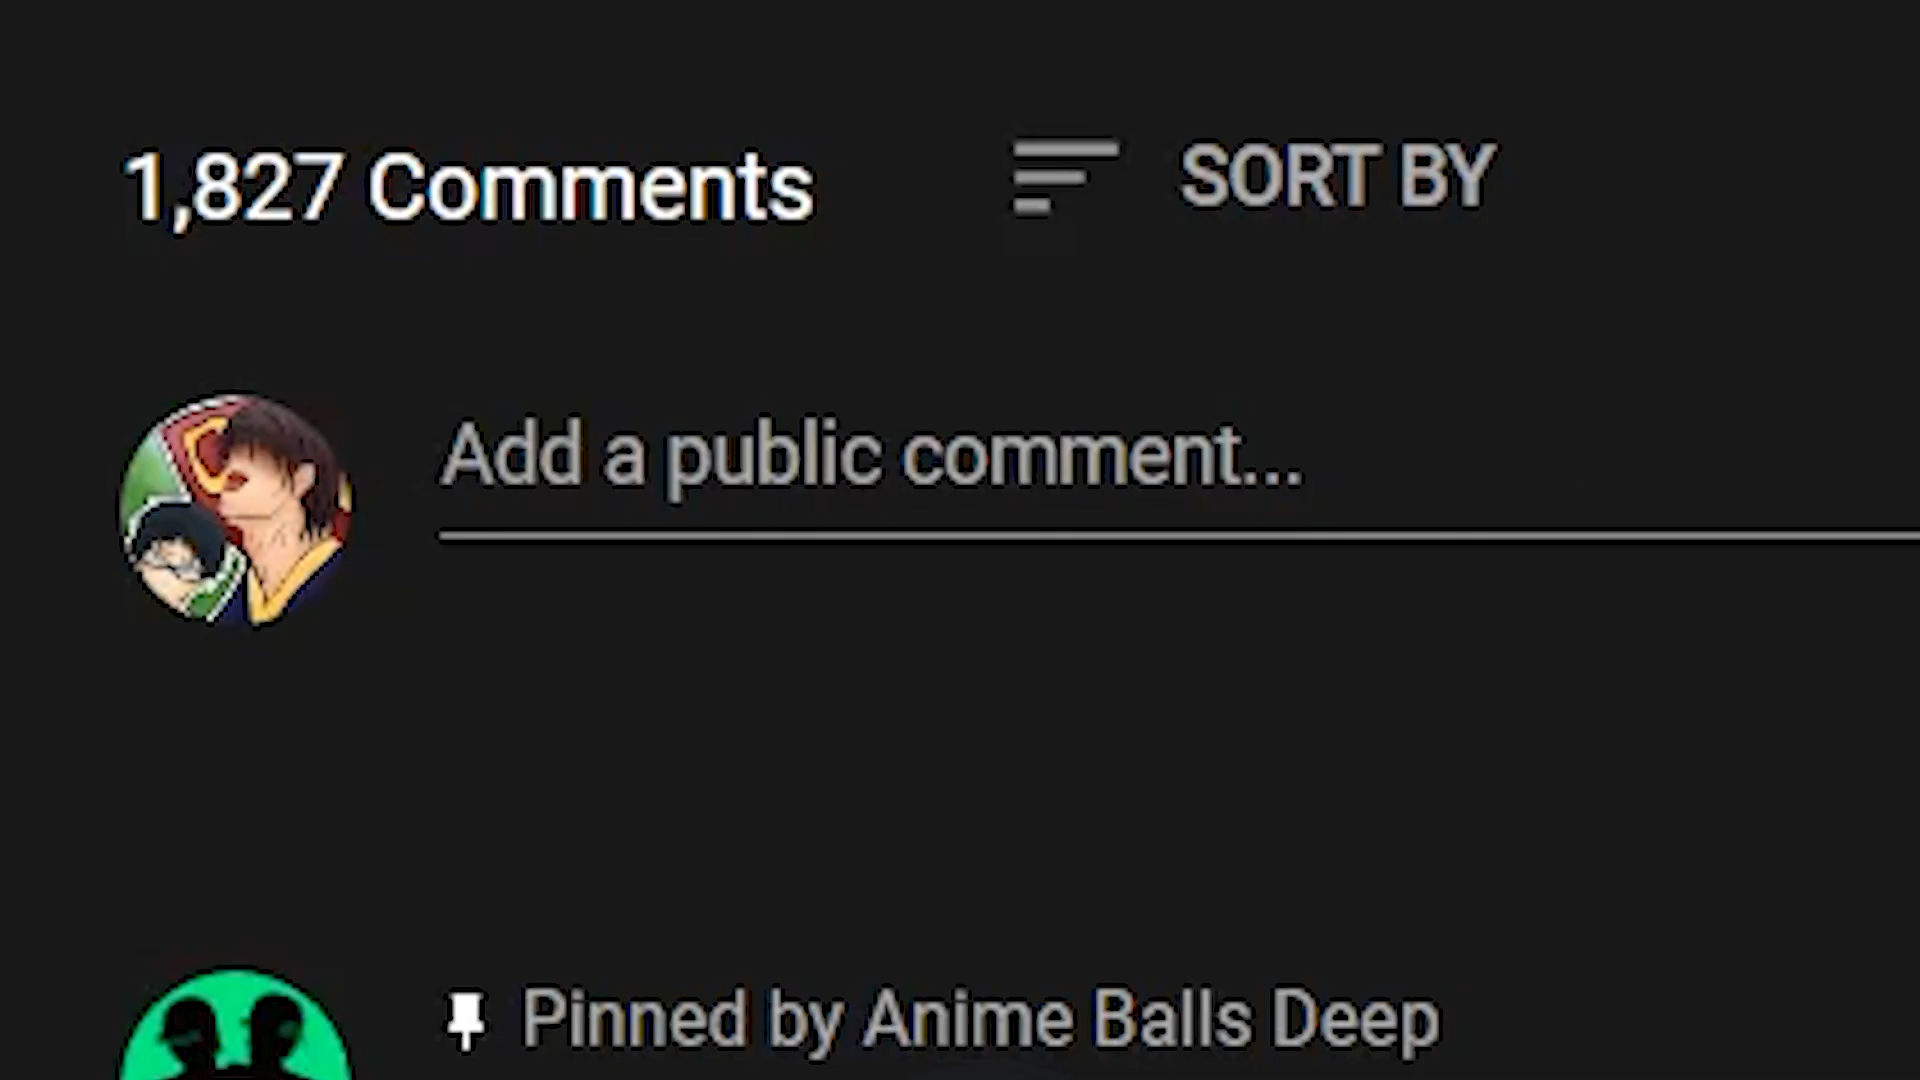 1,827 Comments SORT BY
Add a public comment...
Pinned by Anime Balls Deep